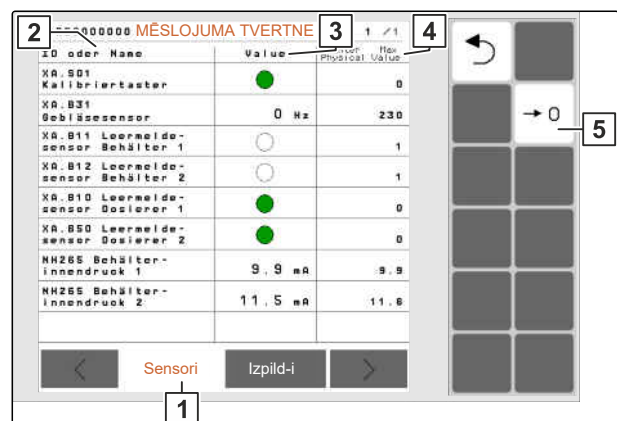 000000 MĒSLOJUMA TVERTNE 1 / 1
2
3
4
ID oder Name Value Physical Max Value
XA.S01
Kalibriertaster 0
XA.B31
Gebläsesensor 0 Hz 230
XA.B11 Leermelde-
sensor Behälter 1 1
XA.B12 Leermelde-
sensor Behälter 2 1
XA.B10 Leermelde-
sensor Dosierer 1 0
XA.B50 Leermelde-
sensor Dosierer 2 0
NH265 Behälter-
innendruck 1 9.9 mA 9.9
NH265 Behälter-
innendruck 2 11.5 mA 11.6
→ 0
5
< Sensori Izpild-i >
1